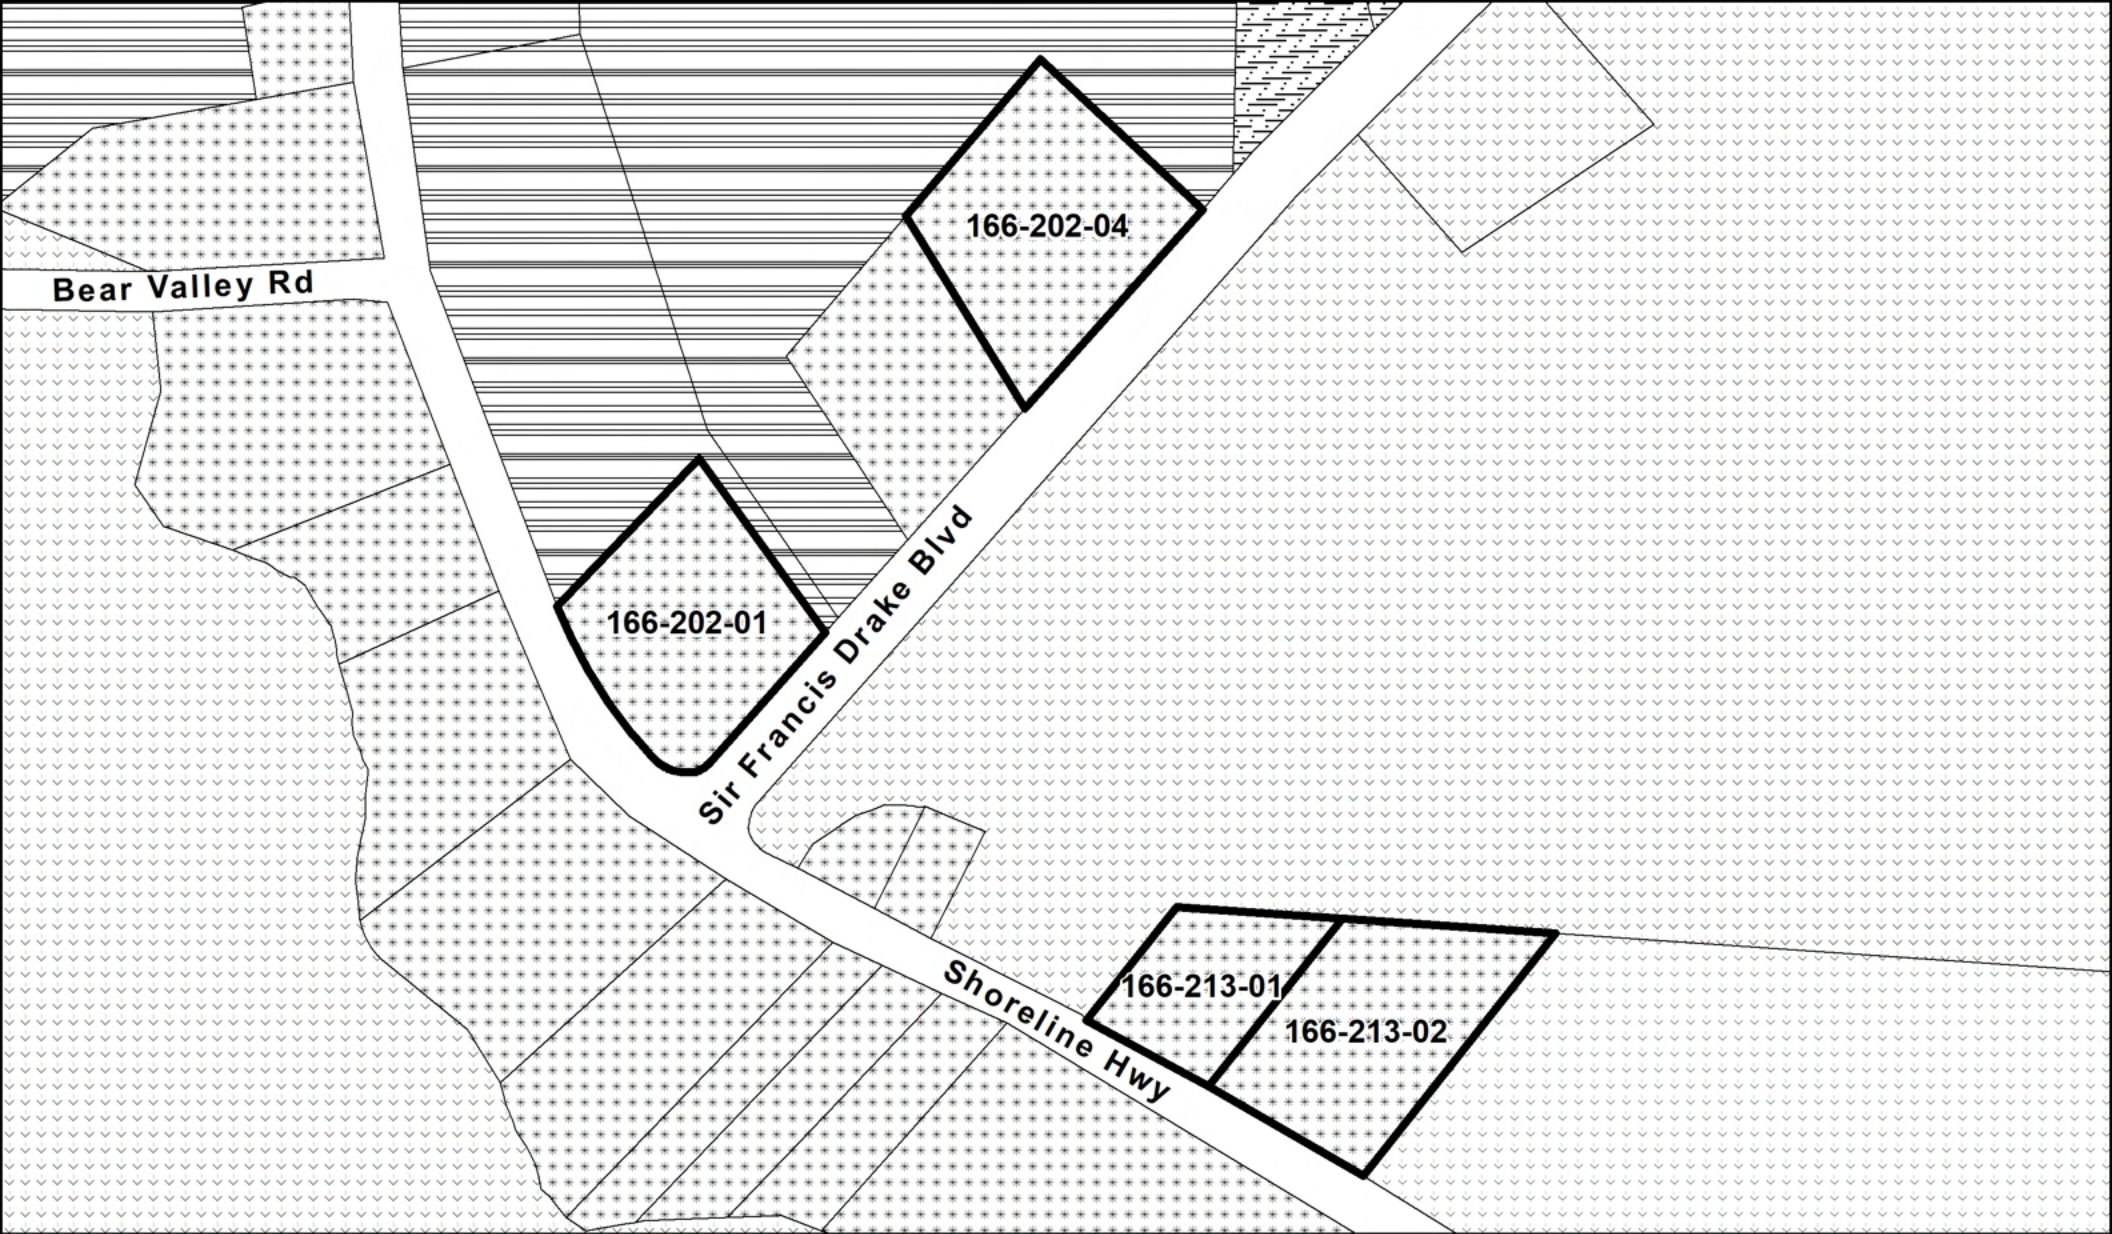 166-202-04
Bear Valley Rd
166-202-01
Sir Francis Drake Blvd
166-213-01
Shoreline Hwy
166-213-02